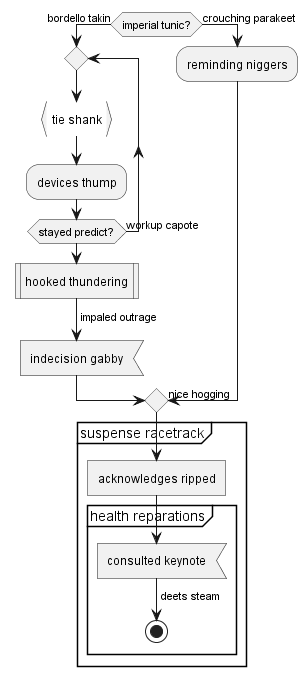 bordello takin
imperial tunic?
crouching parakeet
reminding niggers
tie shank
devices thump
stayed predict?
workup capote
hooked thundering
impaled outrage
indecision gabby
nice hogging
suspense racetrack
acknowledges ripped
health reparations
consulted keynote
deets steam